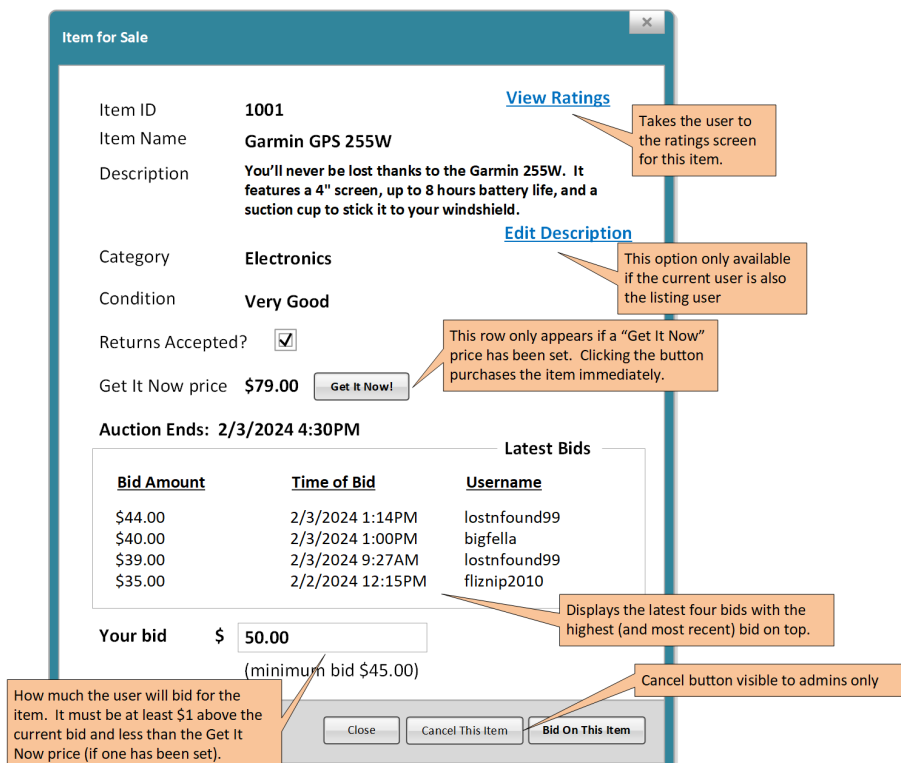 Item for Sale
View Ratings
Item ID 1001
Takes the user to
the ratings screen
for this item.
Item Name Garmin GPS 255W
Description You'll never be lost thanks to the Garmin 255W. It
features a 4" screen, up to 8 hours battery life, and a
suction cup to stick it to your windshield.
Edit Description
Category Electronics
This option only available
if the current user is also
the listing user
Condition Very Good
Returns Accepted?
This row only appears if a “Get It Now”
price has been set. Clicking the button
purchases the item immediately.
Get It Now price $79.00 Get It Now!
Auction Ends: 2/3/2024 4:30PM
Latest Bids
Bid Amount Time of Bid Username
$44.00 2/3/2024 1:14PM lostnfound99
$40.00 2/3/2024 1:00PM bigfella
$39.00 2/3/2024 9:27AM lostnfound99
$35.00 2/2/2024 12:15PM fliznip2010
Displays the latest four bids with the
highest (and most recent) bid on top.
Your bid $ 50.00
(minimum bid $45.00)
Cancel button visible to admins only
How much the user will bid for the
item. It must be at least $1 above the
current bid and less than the Get It
Now price (if one has been set).
Close Cancel This Item Bid On This Item